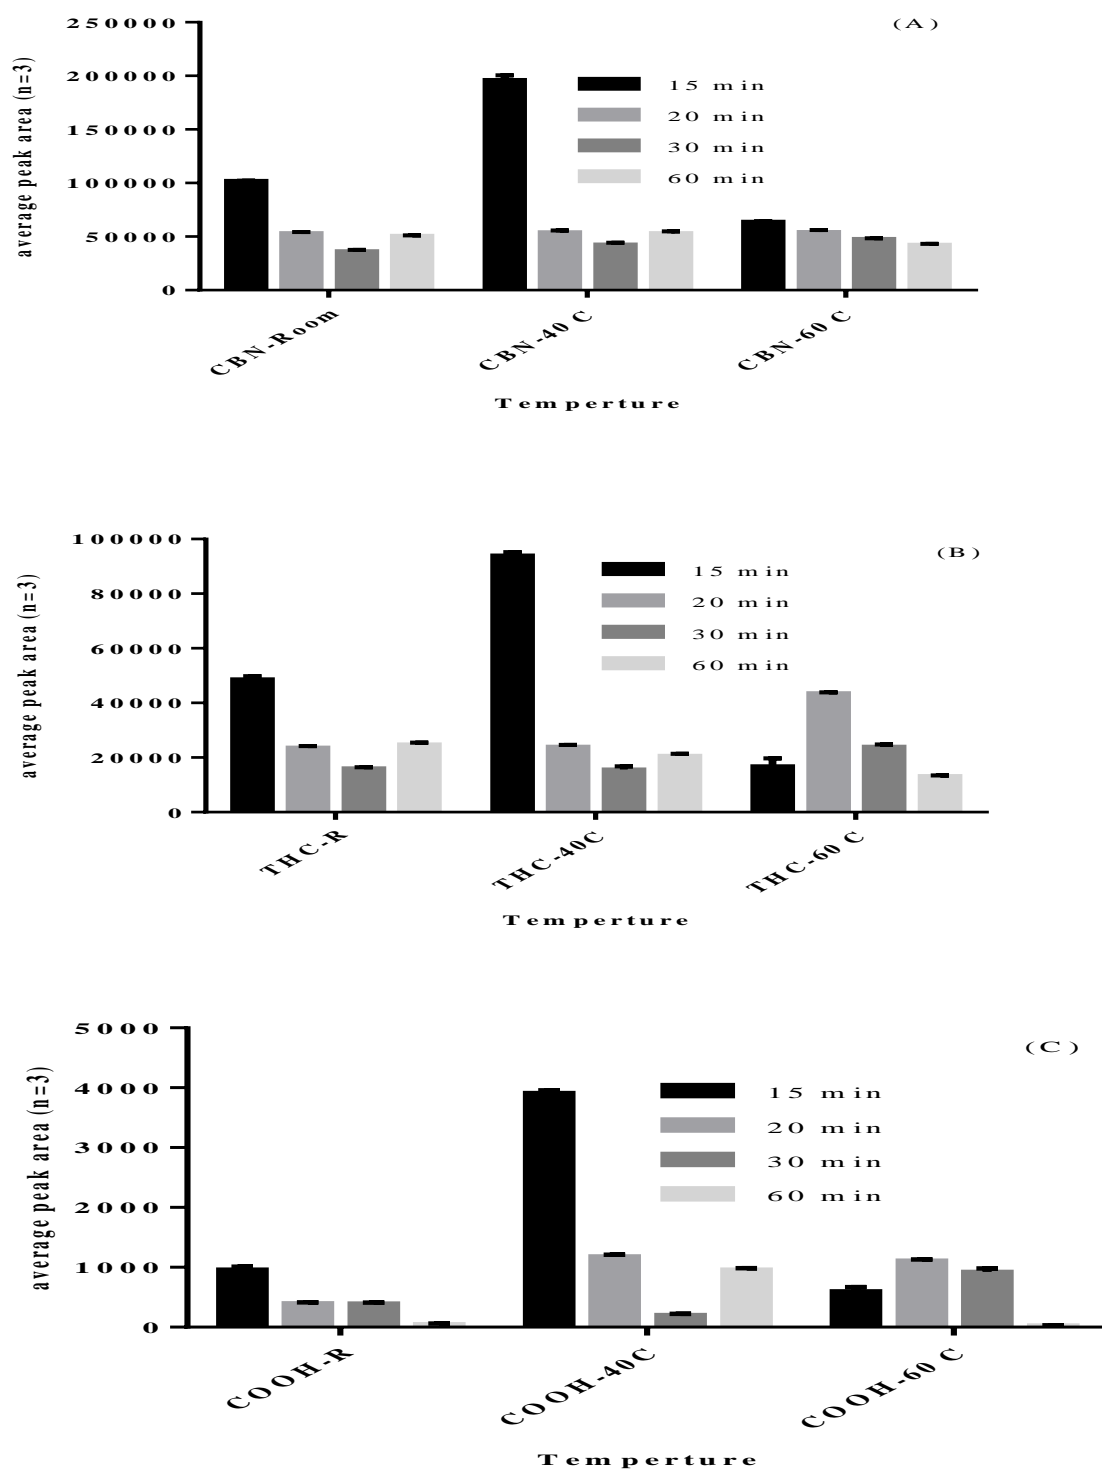 (A)
250000
200000
150000
100000
50000
0
average peak area (n=3)
15 min
20 min
30 min
60 min
CBN-Room
CBN-40 C
CBN-60 C
Temperture
(B)
100000
80000
60000
40000
20000
0
average peak area (n=3)
15 min
20 min
30 min
60 min
THC-R
THC-40C
THC-60 C
Temperture
(C)
5000
4000
3000
2000
1000
0
average peak area (n=3)
15 min
20 min
30 min
60 min
COOH-R
COOH-40C
COOH-60 C
Temperture